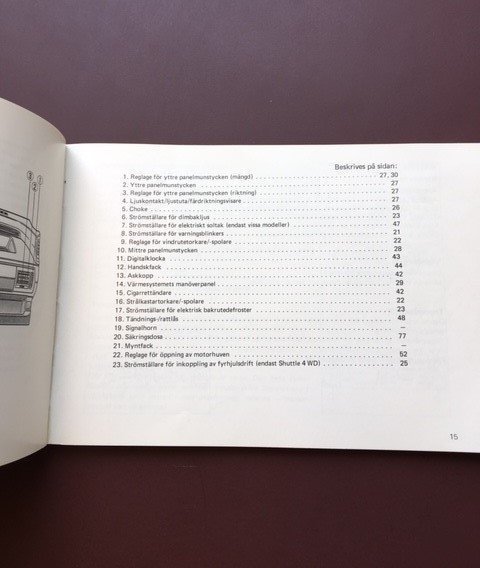 Beskrives på sidan:
1. Reglage för yttre panelmunstycken (mängd) 27, 30
2. Yttre panelmunstycken 27
3. Reglage för yttre panelmunstycken (riktning) 27
4. Ljuskontakt/ljustuta/färdriktningsvisare 27
5. Choke 26
6. Strömställare för dimbakljus 23
7. Strömställare för elektriskt soltak (endast vissa modeller) 47
8. Strömställare för varningsblinkers 21
9. Reglage för vindrutetorkare/-spolare 22
10. Mittre panelmunstycken 28
11. Digitalklocka 43
12. Handskfack 44
13. Askkopp 42
14. Värmesystemets manöverpanel 29
15. Cigarrettändare 42
16. Strålkastartorkare/-spolare 22
17. Strömställare för elektrisk bakrutedefroster 23
18. Tändnings-/rattlås 48
19. Signalhorn —
20. Säkringsdosa 77
21. Myntfack —
22. Reglage för öppning av motorhuven 52
23. Strömställare för inkoppling av fyrhjulsdrift (endast Shuttle 4 WD) 25
15